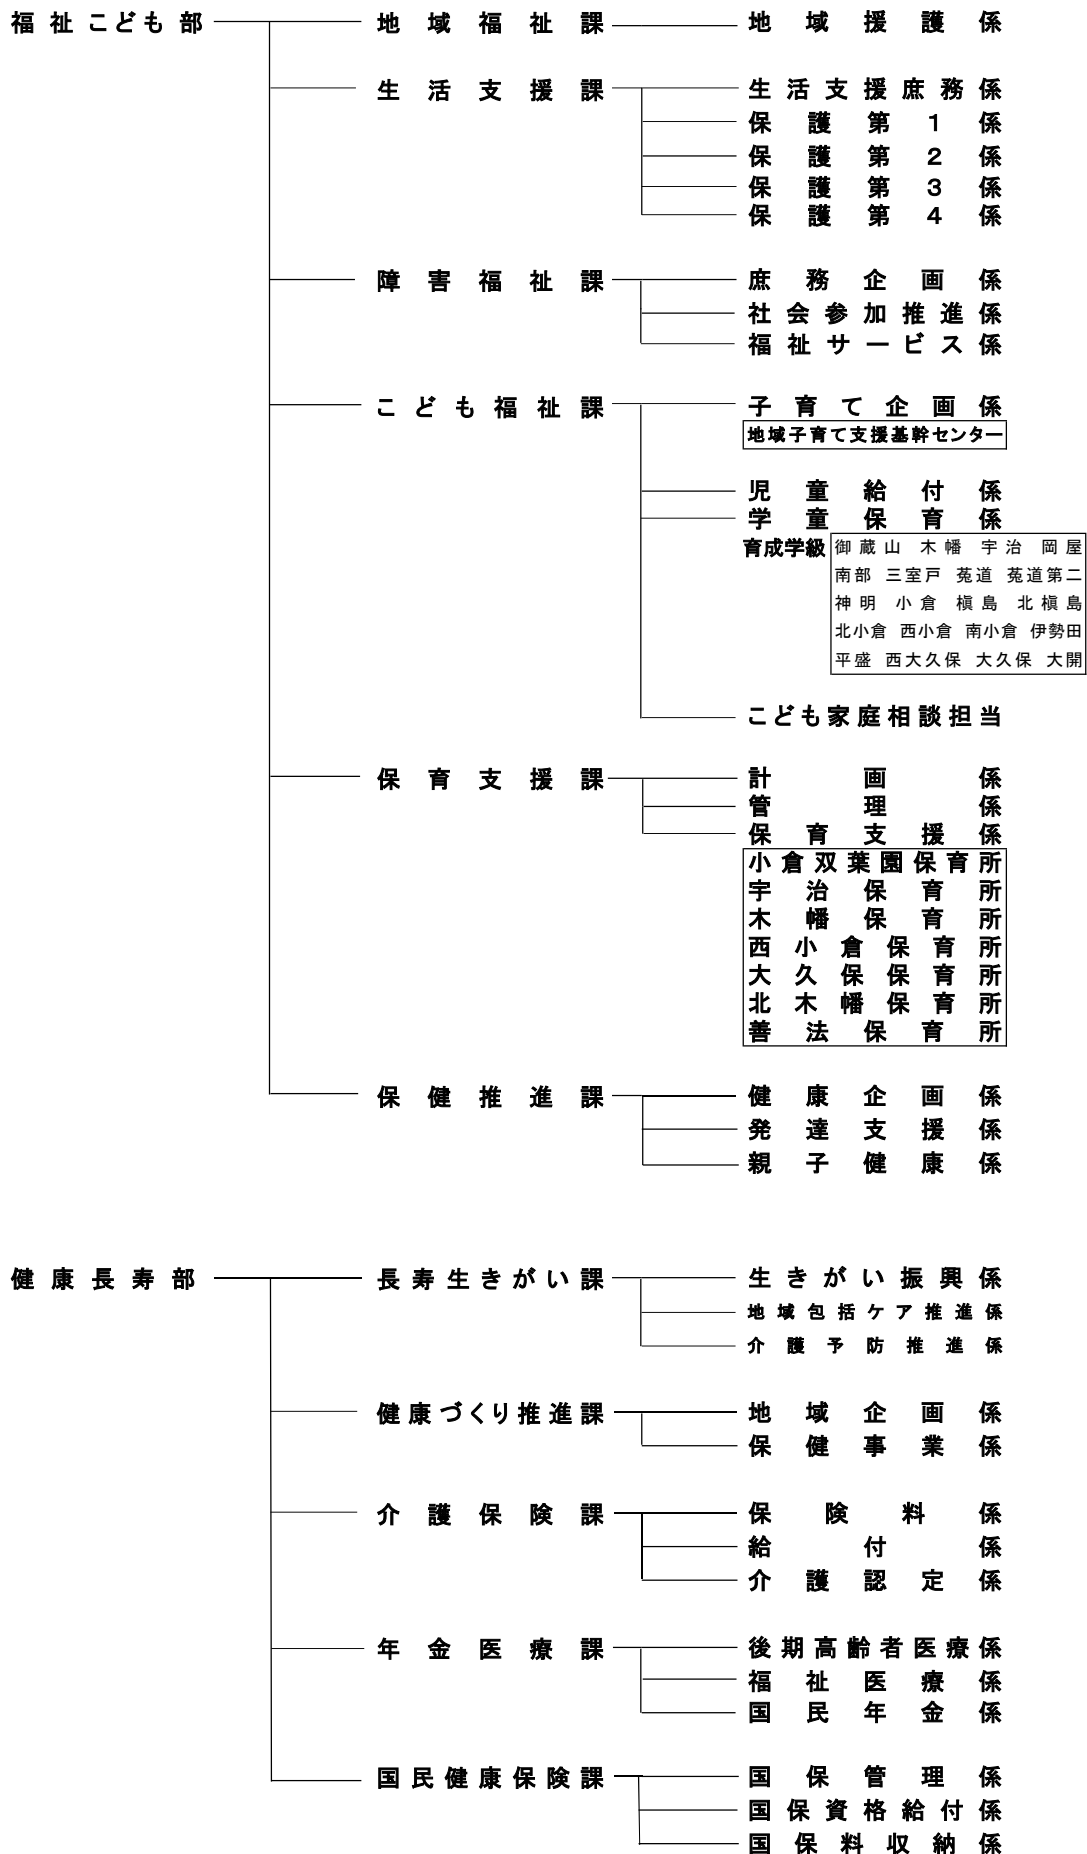 福祉こども部 地域福祉課 地域援護係
生活支援課 生活支援庶務係
保護第1係
保護第2係
保護第3係
保護第4係
障害福祉課 庶務企画係
社会参加推進係
福祉サービス係
こども福祉課 子育て企画係
地域子育て支援基幹センター
児童給付係
学童保育係
育成学級 御蔵山 木幡 宇治 岡屋
南部 三室戸 菟道 菟道第二
神明 小倉 槇島 北槇島
北小倉 西小倉 南小倉 伊勢田
平盛 西大久保 大久保 大開
こども家庭相談担当
保育支援課 計画係
管理係
保育支援係
小倉双葉園保育所
宇治保育所
木幡保育所
西小倉保育所
大久保保育所
北木幡保育所
善法保育所
保健推進課 健康企画係
発達支援係
親子健康係
健康長寿部 長寿生きがい課 生きがい振興係
地域包括ケア推進係
介護予防推進係
健康づくり推進課 地域企画係
保健事業係
介護保険課 保険料係
給付係
介護認定係
年金医療課 後期高齢者医療係
福祉医療係
国民年金係
国民健康保険課 国保管理係
国保資格給付係
国保料収納係